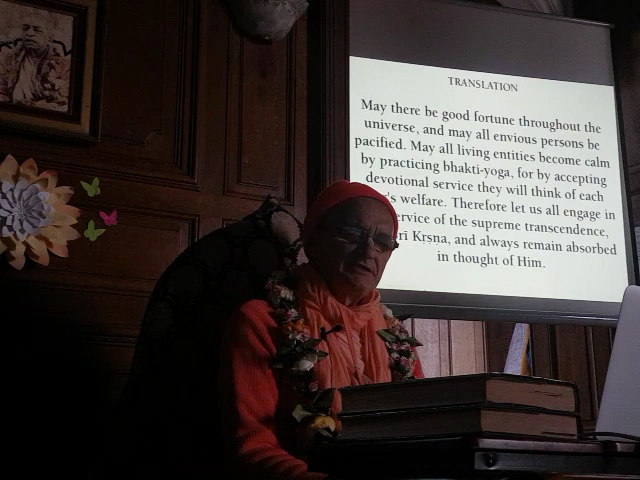 TRANSLATION
May there be good fortune throughout the
universe, and may all envious persons be
pacified. May all living entities become calm
by practicing bhakti-yoga, for by accepting
devotional service they will think of each
's welfare. Therefore let us all engage in
ervice of the supreme transcendence,
rī Kṛṣṇa, and always remain absorbed
in thought of Him.